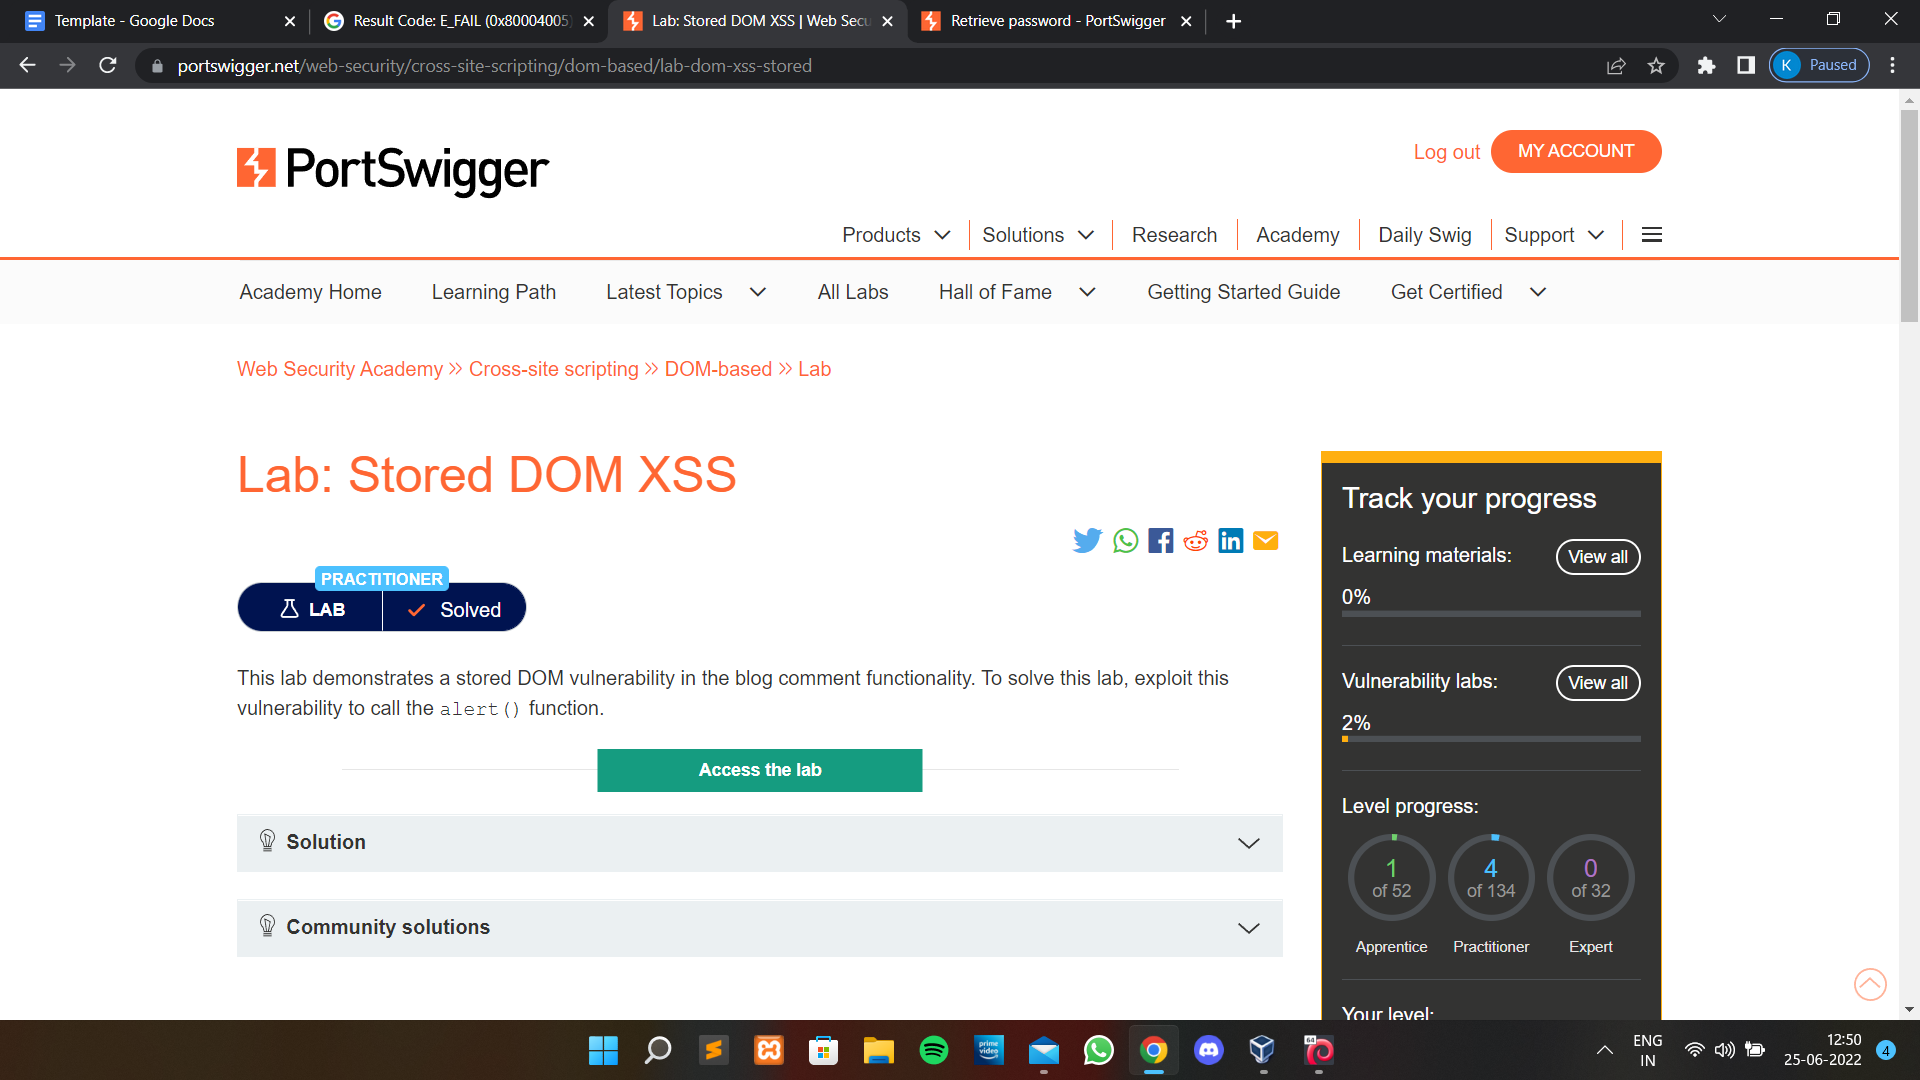 Template - Google Docs
Result Code: E_FAIL (0x80004005)
Lab: Stored DOM XSS | Web Secu
Retrieve password - PortSwigger
portswigger.net/web-security/cross-site-scripting/dom-based/lab-dom-xss-stored
K Paused
PortSwigger
Log out
MY ACCOUNT
Products
Solutions
Research
Academy
Daily Swig
Support
Academy Home
Learning Path
Latest Topics
All Labs
Hall of Fame
Getting Started Guide
Get Certified
Web Security Academy » Cross-site scripting » DOM-based » Lab
Lab: Stored DOM XSS
PRACTITIONER
LAB
Solved
This lab demonstrates a stored DOM vulnerability in the blog comment functionality. To solve this lab, exploit this
vulnerability to call the alert() function.
Access the lab
Solution
Community solutions
Track your progress
Learning materials:
View all
0%
Vulnerability labs:
View all
2%
Level progress:
1
of 52
4
of 134
0
of 32
Apprentice
Practitioner
Expert
Your level:
prime video
64
ENG
IN
12:50
25-06-2022
4